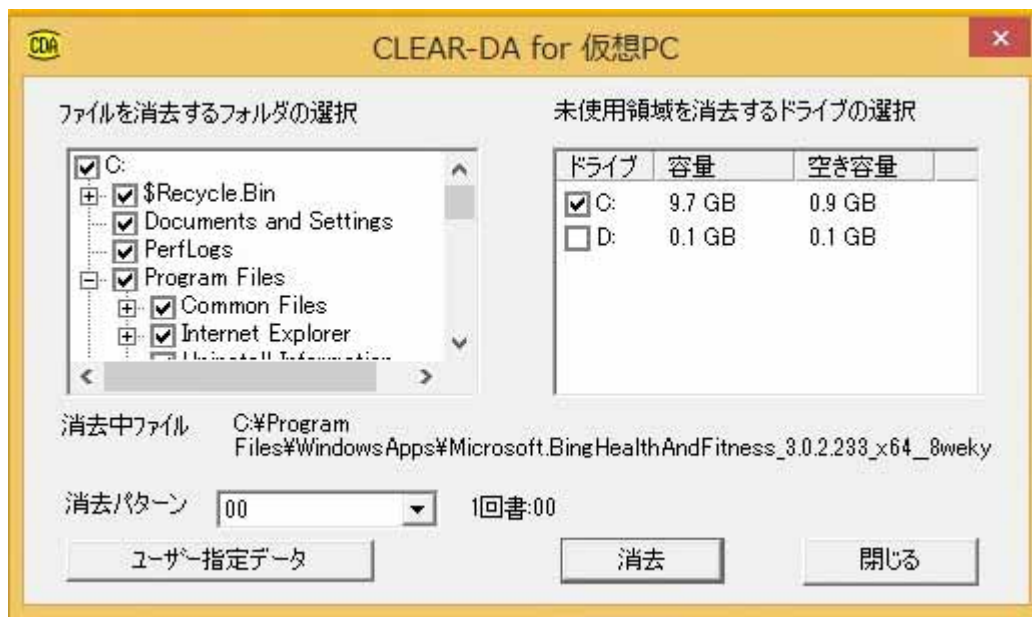 CDA
CLEAR-DA for 仮想PC
ファイルを消去するフォルダの選択
C:
$Recycle.Bin
Documents and Settings
PerfLogs
Program Files
Common Files
Internet Explorer
未使用領域を消去するドライブの選択
ドライブ 容量 空き容量
C: 9.7 GB 0.9 GB
D: 0.1 GB 0.1 GB
消去中ファイル C:¥Program
Files¥WindowsApps¥Microsoft.BingHealthAndFitness_3.0.2.233_x64__8weky
消去パターン 00 1回書:00
ユーザー指定データ 消去 閉じる